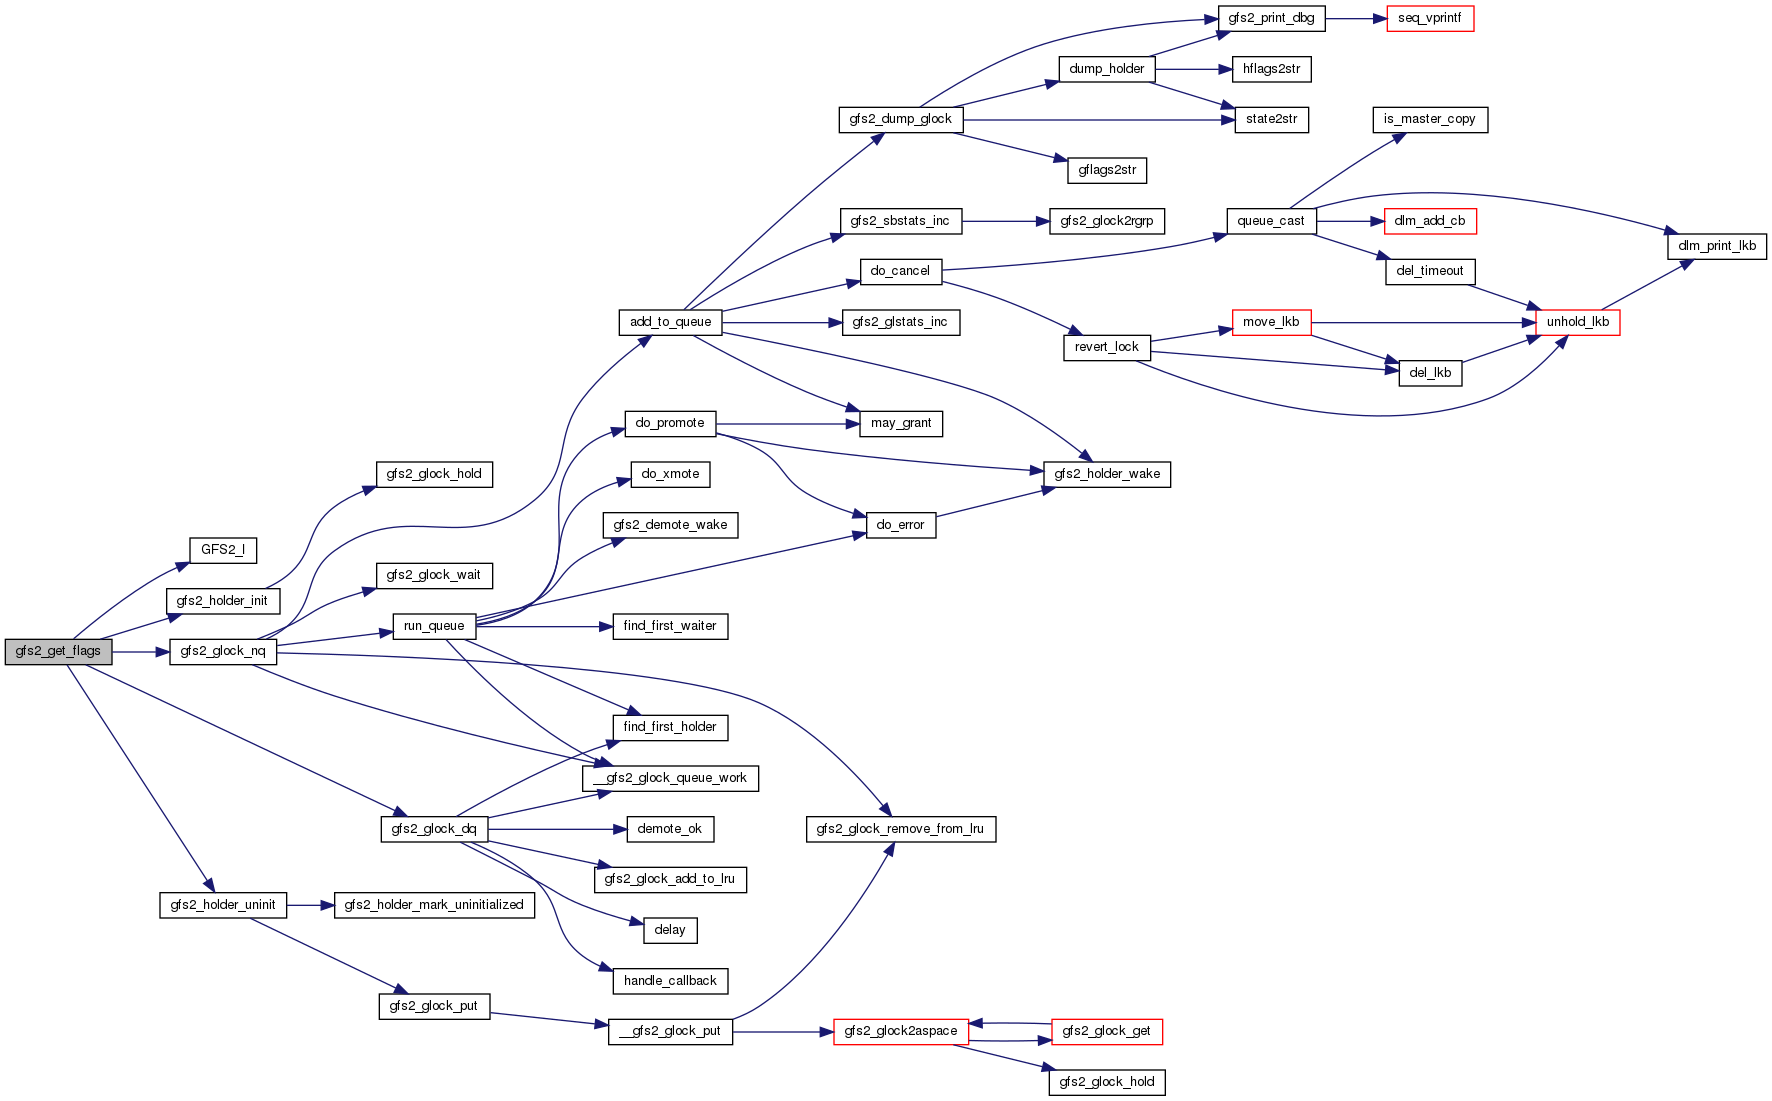 gfs2_print_dbg
seq_vprintf
dump_holder
hflags2str
gfs2_dump_glock
state2str
is_master_copy
gflags2str
gfs2_sbstats_inc
gfs2_glock2rgrp
queue_cast
dlm_add_cb
dlm_print_lkb
do_cancel
del_timeout
add_to_queue
gfs2_glstats_inc
move_lkb
unhold_lkb
revert_lock
del_lkb
do_promote
may_grant
gfs2_glock_hold
do_xmote
gfs2_holder_wake
gfs2_demote_wake
do_error
GFS2_I
gfs2_glock_wait
gfs2_holder_init
run_queue
find_first_waiter
gfs2_get_flags
gfs2_glock_nq
find_first_holder
__gfs2_glock_queue_work
gfs2_glock_dq
demote_ok
gfs2_glock_remove_from_lru
gfs2_glock_add_to_lru
gfs2_holder_uninit
gfs2_holder_mark_uninitialized
delay
handle_callback
gfs2_glock_put
__gfs2_glock_put
gfs2_glock2aspace
gfs2_glock_get
gfs2_glock_hold